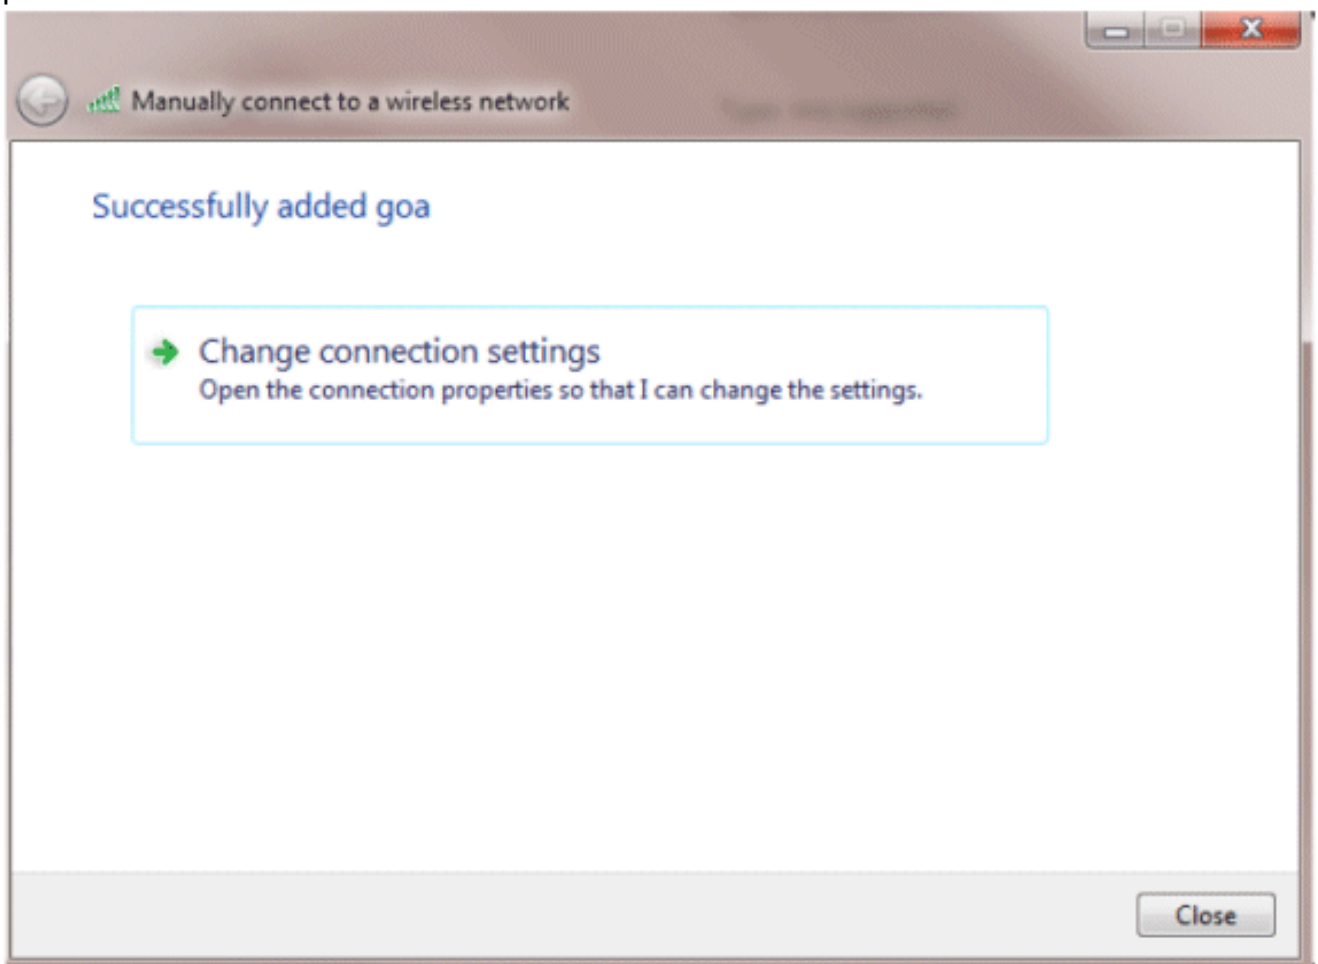 Manually connect to a wireless network
Successfully added goa
Change connection settings
Open the connection properties so that I can change the settings.
Close